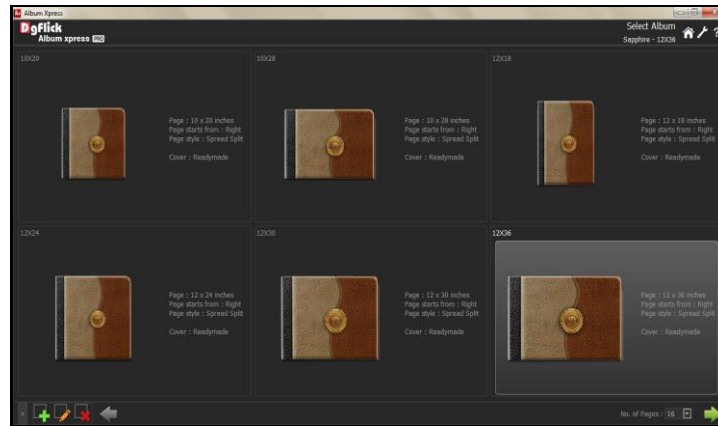 Album Xpress
DgFlick
Album xpress PRO
Select Album
Sapphire - 12X36
?
10X20
Page : 10 x 20 inches
Page starts from : Right
Page style : Spread Split
Cover : Readymade
10X28
Page : 10 x 28 inches
Page starts from : Right
Page style : Spread Split
Cover : Readymade
12X18
Page : 12 x 18 inches
Page starts from : Right
Page style : Spread Split
Cover : Readymade
12X24
Page : 12 x 24 inches
Page starts from : Right
Page style : Spread Split
Cover : Readymade
12X30
Page : 12 x 30 inches
Page starts from : Right
Page style : Spread Split
Cover : Readymade
12X36
Page : 12 x 36 inches
Page starts from : Right
Page style : Spread Split
Cover : Readymade
No. of Pages : 16